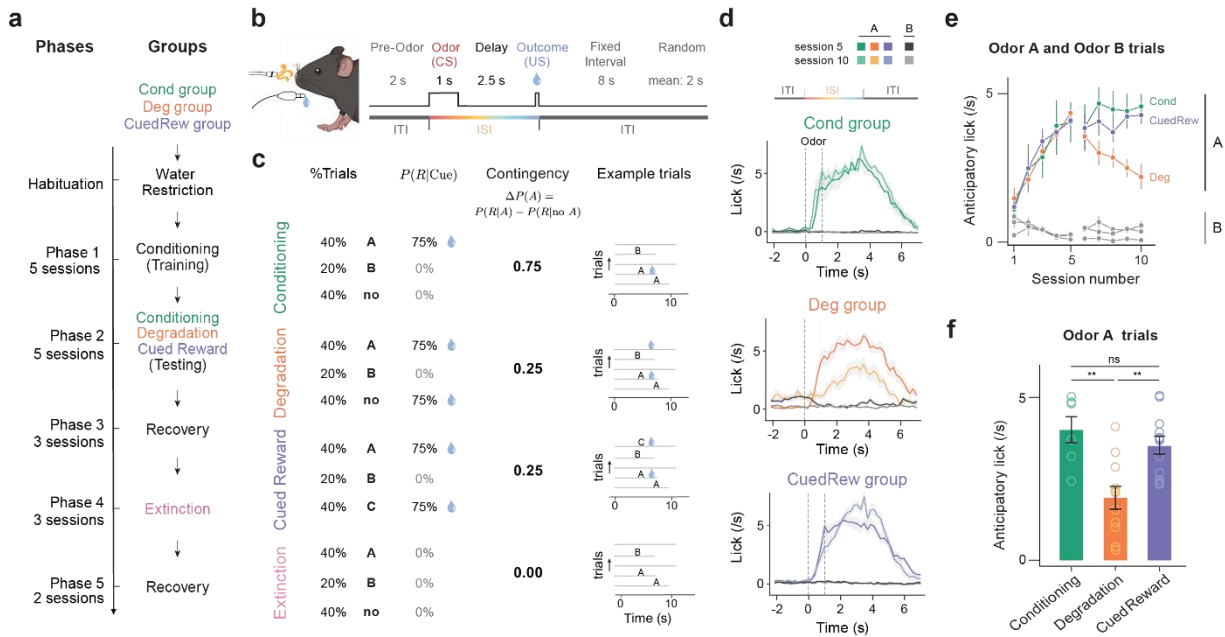 a
Phases
Groups
Cond group
Deg group
CuedRew group
Habituation
Water
Restriction
Phase 1
5 sessions
Conditioning
(Training)
Phase 2
5 sessions
Conditioning
Degradation
Cued Reward
(Testing)
Phase 3
3 sessions
Recovery
Phase 4
3 sessions
Extinction
Phase 5
2 sessions
Recovery
b
Pre-Odor
Odor
(CS)
Delay
Outcome
(US)
Fixed
Interval
Random
2 s
1 s
2.5 s
8 s
mean: 2 s
ITI
ISI
ITI
c
%Trials
P(R|Cue)
Contingency
ΔP(A) =
P(R|A) − P(R|no A)
Example trials
Conditioning
40% A 75%
20% B 0%
40% no 0%
0.75
trials
B
A
A
0 10
Degradation
40% A 75%
20% B 0%
40% no 75%
0.25
trials
B
A
A
0 10
Cued Reward
40% A 75%
20% B 0%
40% C 75%
0.25
trials
C
B
A
A
0 10
Extinction
40% A 0%
20% B 0%
40% no 0%
0.00
trials
B
A
A
0 10
Time (s)
d
A B
session 5
session 10
ITI ISI ITI
Cond group
Odor
Lick (/s)
5
0
-2 0 2 4 6
Time (s)
Deg group
Lick (/s)
5
0
-2 0 2 4 6
Time (s)
CuedRew group
Lick (/s)
5
0
-2 0 2 4 6
Time (s)
e
Odor A and Odor B trials
Anticipatory lick (/s)
5
0
Cond
CuedRew
Deg
A
B
1 5 10
Session number
f
Odor A trials
ns
** **
Anticipatory lick (/s)
5
0
Conditioning
Degradation
Cued Reward